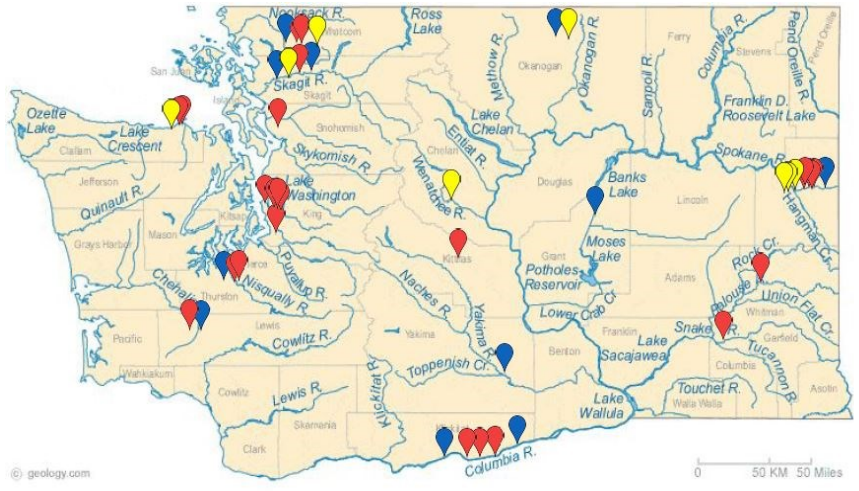 Nooksack R.
Whatcom
Ross
Lake
Okanogan R.
Methow R.
Okanogan
Ferry
Sanpoil R.
Columbia R.
Stevens
Pend Oreille R.
Pend Oreille
San Juan
Skagit R.
Skagit
Island
Ozette
Lake
Lake
Crescent
Clallam
Snohomish
Skykomish R.
Lake
Chelan
Entiat R.
Chelan
Wenatchee R.
Franklin D.
Roosevelt Lake
Spokane R.
Douglas
Banks
Lake
Lincoln
Hangman Cr.
Jefferson
Quinault R.
Kitsap
Lake
Washington
King
Mason
Grays Harbor
Kittitas
Grant
Moses
Lake
Potholes
Reservoir
Adams
Rock Cr.
Puyallup R.
Nisqually R.
Thurston
Naches R.
Lower Crab Cr.
Union Flat Cr.
Whitman
Pacific
Lewis
Cowlitz R.
Yakima
Yakima R.
Franklin
Lake
Sacajawea
Garfield
Wahkiakum
Toppenish Cr.
Benton
Columbia
Tucannon R.
Asotin
Cowlitz
Lewis R.
Klickitat R.
Touchet R.
Walla Walla
Lake
Wallula
Skamania
Clark
Columbia R.
© geology.com
0 50 KM 50 Miles